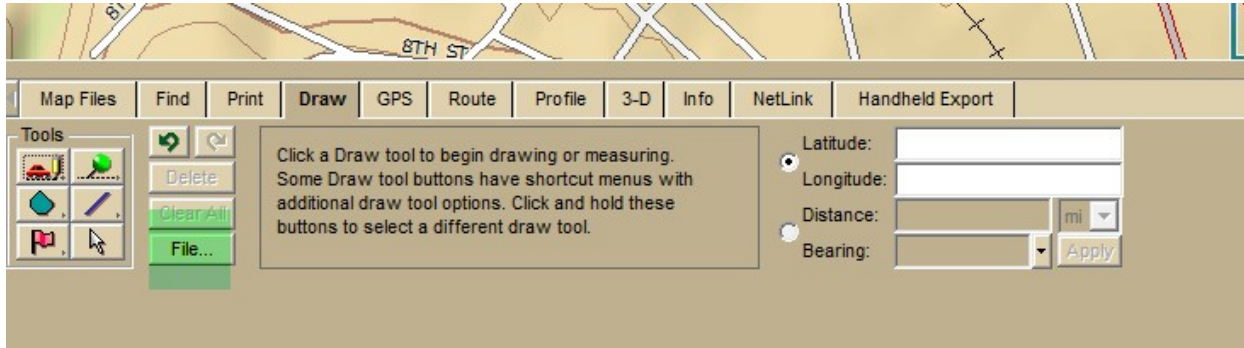 8TH ST
Map Files Find Print Draw GPS Route Profile 3-D Info NetLink Handheld Export
Tools
Delete
Clear All
File...
Click a Draw tool to begin drawing or measuring.
Some Draw tool buttons have shortcut menus with
additional draw tool options. Click and hold these
buttons to select a different draw tool.
Latitude:
Longitude:
Distance:
mi
Bearing:
Apply